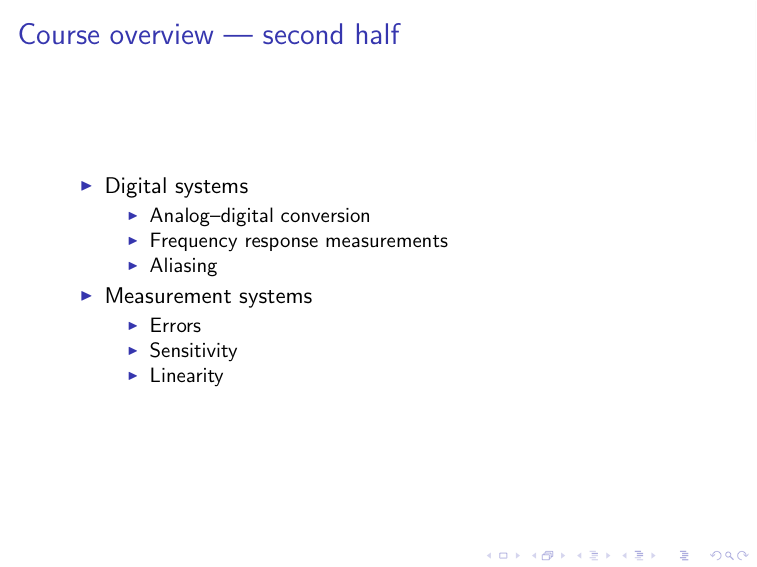 Course overview — second half
Digital systems
Analog–digital conversion
Frequency response measurements
Aliasing
Measurement systems
Errors
Sensitivity
Linearity